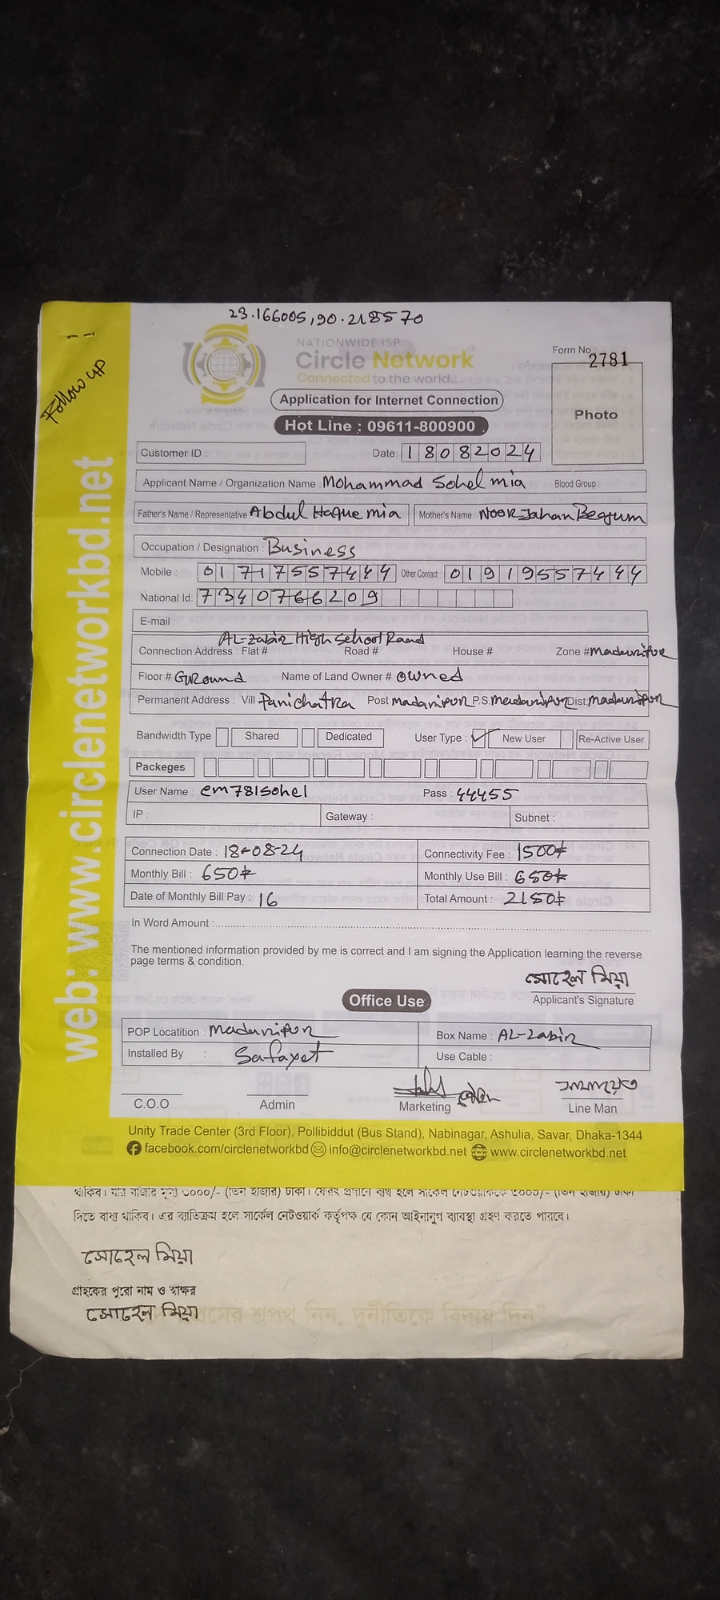 23.166005,90.218570
Follow up
NATIONWIDE ISP
Circle Network
Connected to the world
Form No 2781
Application for Internet Connection
Photo
Hot Line : 09611-800900
Customer ID : Date: 18082024
Applicant Name / Organization Name : Mohammad Sohel mia Blood Group :
Father's Name / Representative Abdul Haque mia Mother's Name : NOOR Jahan Begum
Occupation / Designation : Business
Mobile : 01717557444 Other Contact 01919557444
National Id: 7340766209
E-mail :
AL-zabir High School Raad
Connection Address : Flat # Road # House # Zone # Madaripur
Floor # GURound Name of Land Owner # owned
Permanent Address : Vill Panichatra Post madaripur P.S. Madaripur Dist: madaripur
Bandwidth Type Shared Dedicated User Type : ✓ New User Re-Active User
Packeges
User Name : em781sohel Pass : 44455
IP : Gateway : Subnet :
Connection Date : 18-08-24 Connectivity Fee : 1500৳
Monthly Bill : 650৳ Monthly Use Bill : 650৳
Date of Monthly Bill Pay : 16 Total Amount : 2150৳
In Word Amount :
The mentioned information provided by me is correct and I am signing the Application learning the reverse
page terms & condition.
সোহেল মিয়া
Applicant's Signature
Office Use
POP Locatition : Madaripur Box Name : AL-Zabir
Installed By : Safayet Use Cable :
C.O.O Admin Marketing Line Man
Unity Trade Center (3rd Floor), Pollibiddut (Bus Stand), Nabinagar, Ashulia, Savar, Dhaka-1344
facebook.com/circlenetworkbd info@circlenetworkbd.net www.circlenetworkbd.net
web: www.circlenetworkbd.net
থাকিব। যার বাজার মূল্য ৩০০০/- (তিন হাজার) টাকা।
দিতে বাধ্য থাকিব। এর ব্যতিক্রম হলে সার্কেল নেটওয়ার্ক কর্তৃপক্ষ যে কোন আইনানুগ ব্যবস্থা গ্রহণ করতে পারবে।
সোহেল মিয়া
গ্রাহকের পুরো নাম ও স্বাক্ষর
সোহেল মিয়া
শপথ নিন, দুর্নীতিকে বিদায় দিন"